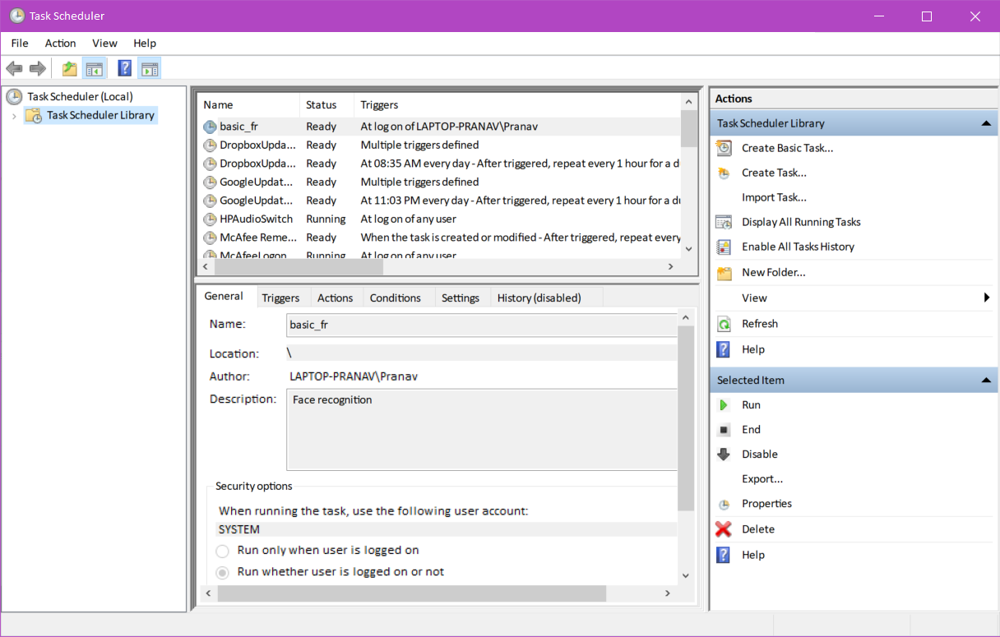 Task Scheduler
File Action View Help
Task Scheduler (Local)
Task Scheduler Library
Name Status Triggers
basic_fr Ready At log on of LAPTOP-PRANAV\Pranav
DropboxUpda... Ready Multiple triggers defined
DropboxUpda... Ready At 08:35 AM every day - After triggered, repeat every 1 hour for a d
GoogleUpdat... Ready Multiple triggers defined
GoogleUpdat... Ready At 11:03 PM every day - After triggered, repeat every 1 hour for a d
HPAudioSwitch Running At log on of any user
McAfee Reme... Ready When the task is created or modified - After triggered, repeat every
McAfeeLogon Running At log on of any user
General Triggers Actions Conditions Settings History (disabled)
Name: basic_fr
Location: \
Author: LAPTOP-PRANAV\Pranav
Description: Face recognition
Security options
When running the task, use the following user account:
SYSTEM
Run only when user is logged on
Run whether user is logged on or not
Actions
Task Scheduler Library
Create Basic Task...
Create Task...
Import Task...
Display All Running Tasks
Enable All Tasks History
New Folder...
View
Refresh
Help
Selected Item
Run
End
Disable
Export...
Properties
Delete
Help